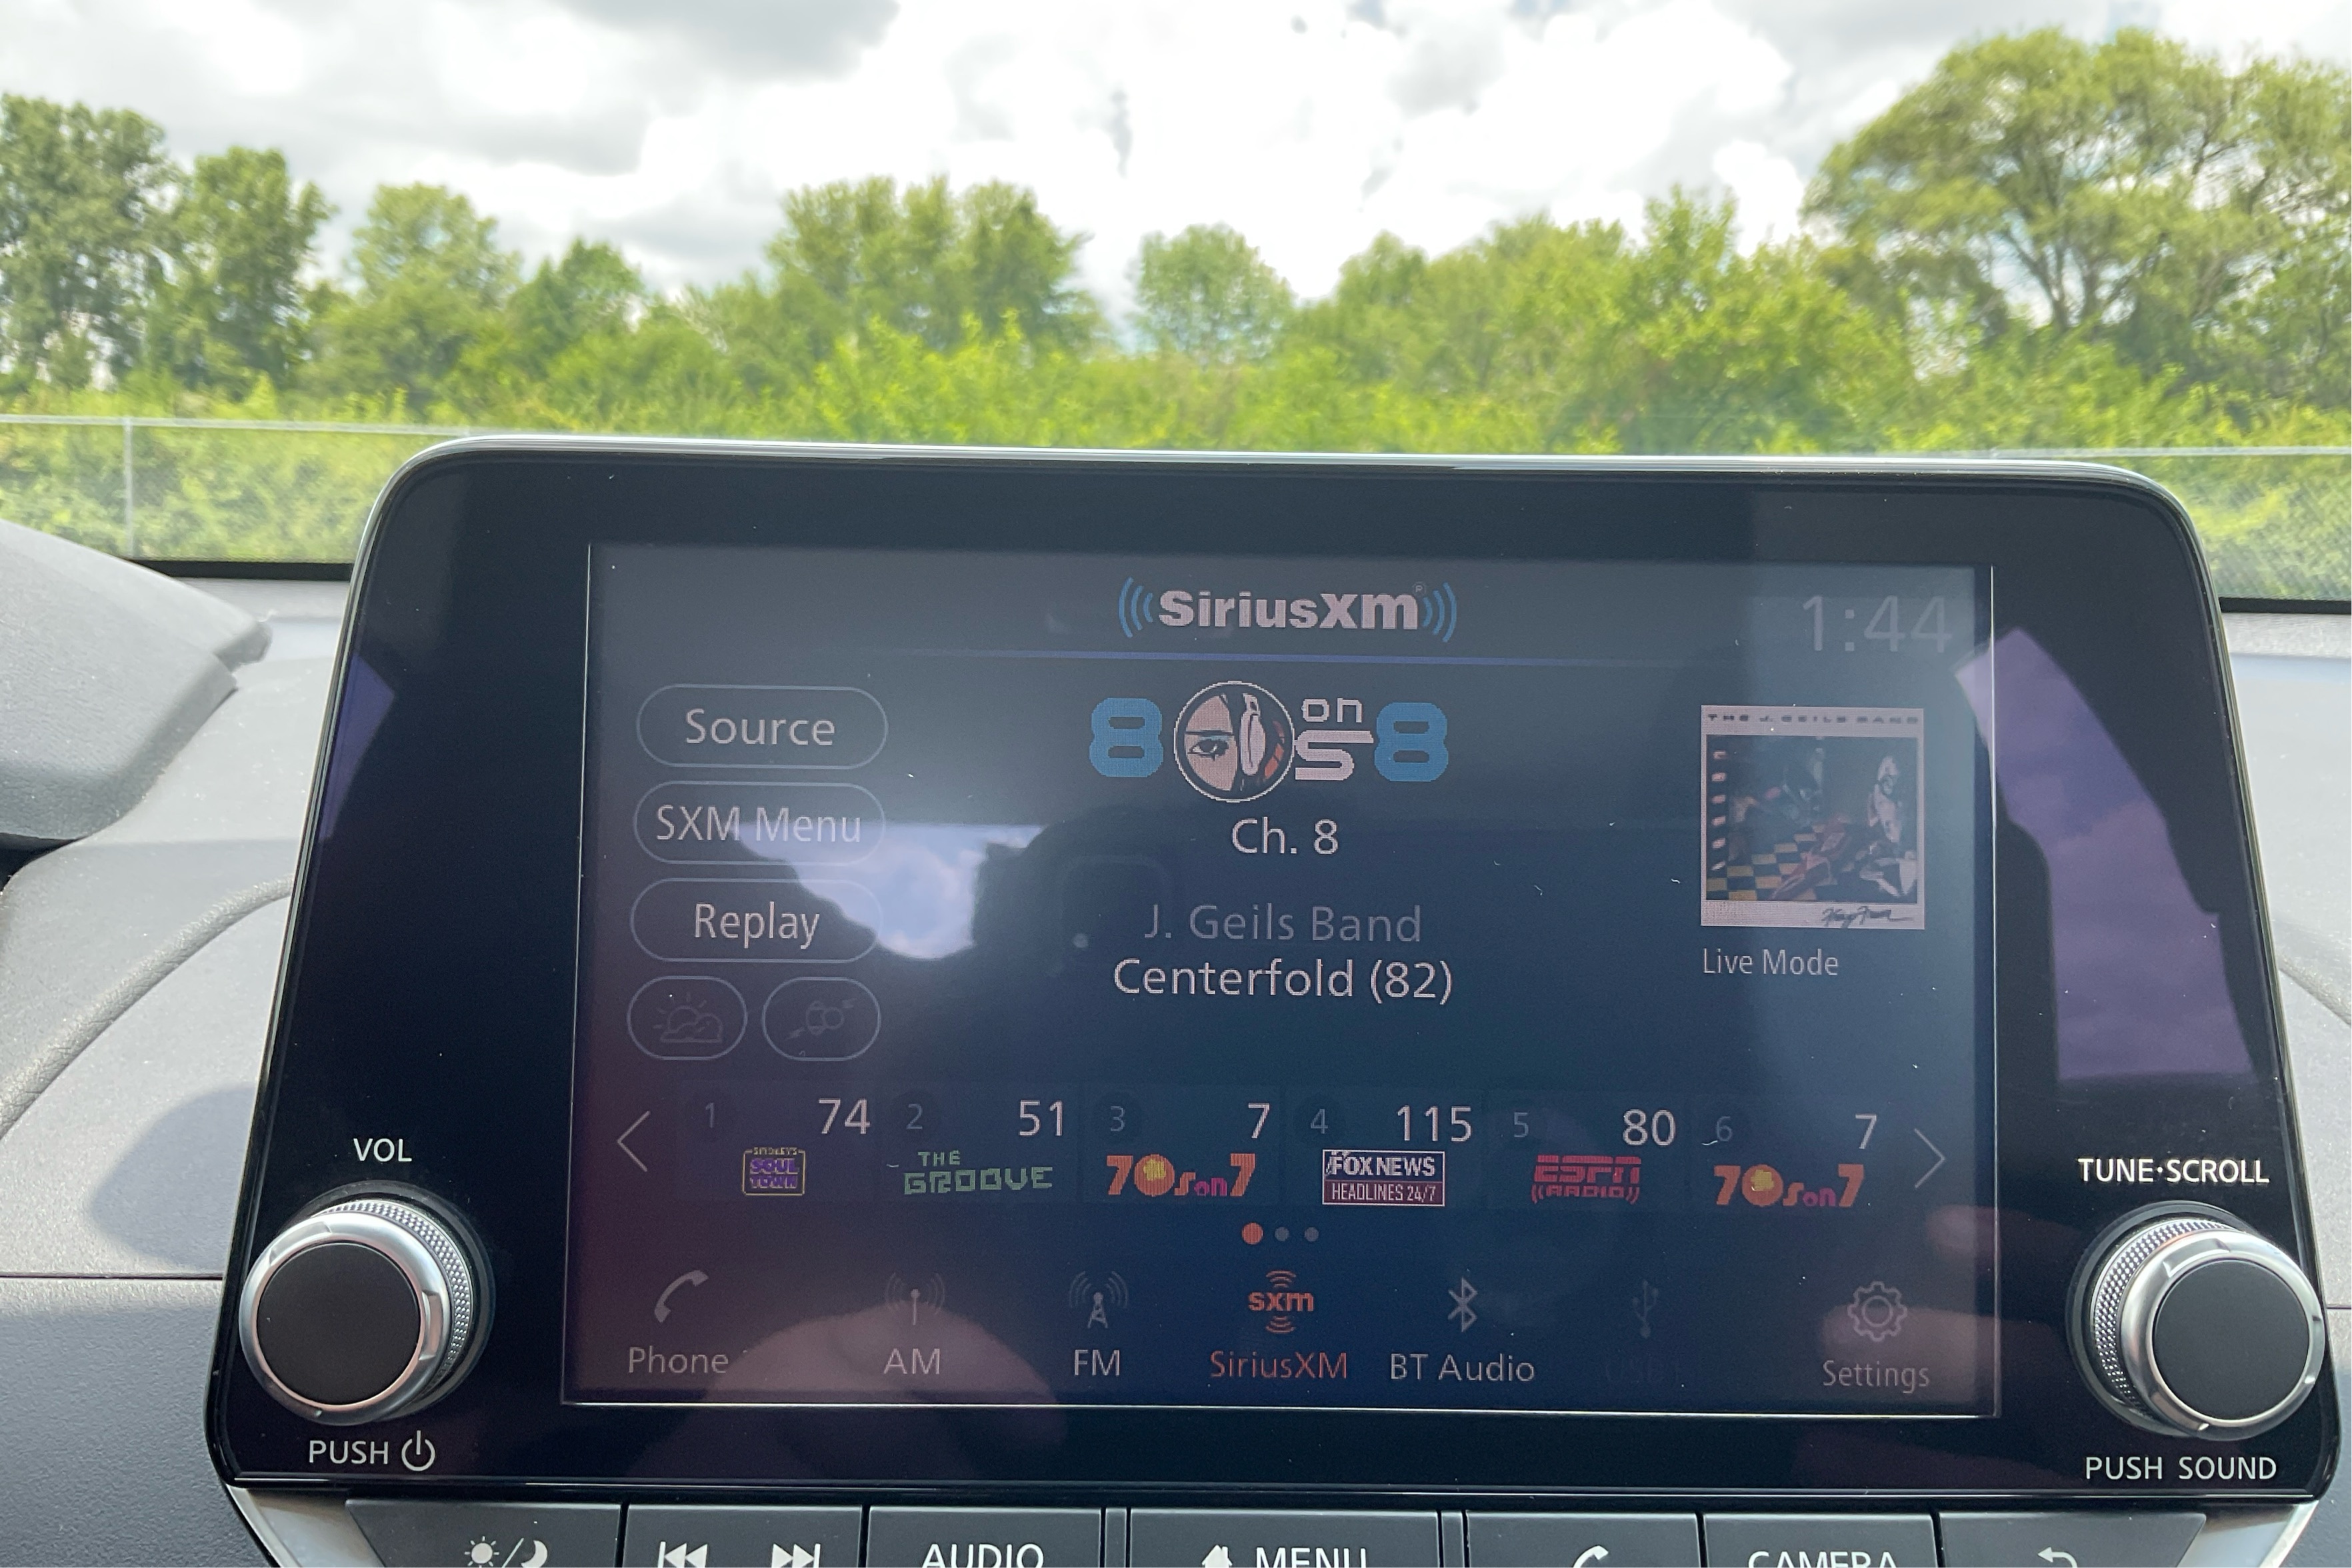 SiriusXM®
1:44
Source
80s on 8
THE J. GEILS BAND
SXM Menu
Ch. 8
Replay
J. Geils Band
Centerfold (82)
Live Mode
1 74
2 51
3 7
4 115
5 80
6 7
SMOKEY'S SOUL TOWN
THE GROOVE
70s on 7
FOX NEWS
HEADLINES 24/7
ESPN RADIO
70s on 7
sxm
Phone
AM
FM
SiriusXM
BT Audio
USB
Settings
VOL
PUSH
TUNE·SCROLL
PUSH SOUND
AUDIO
MENU
CAMERA